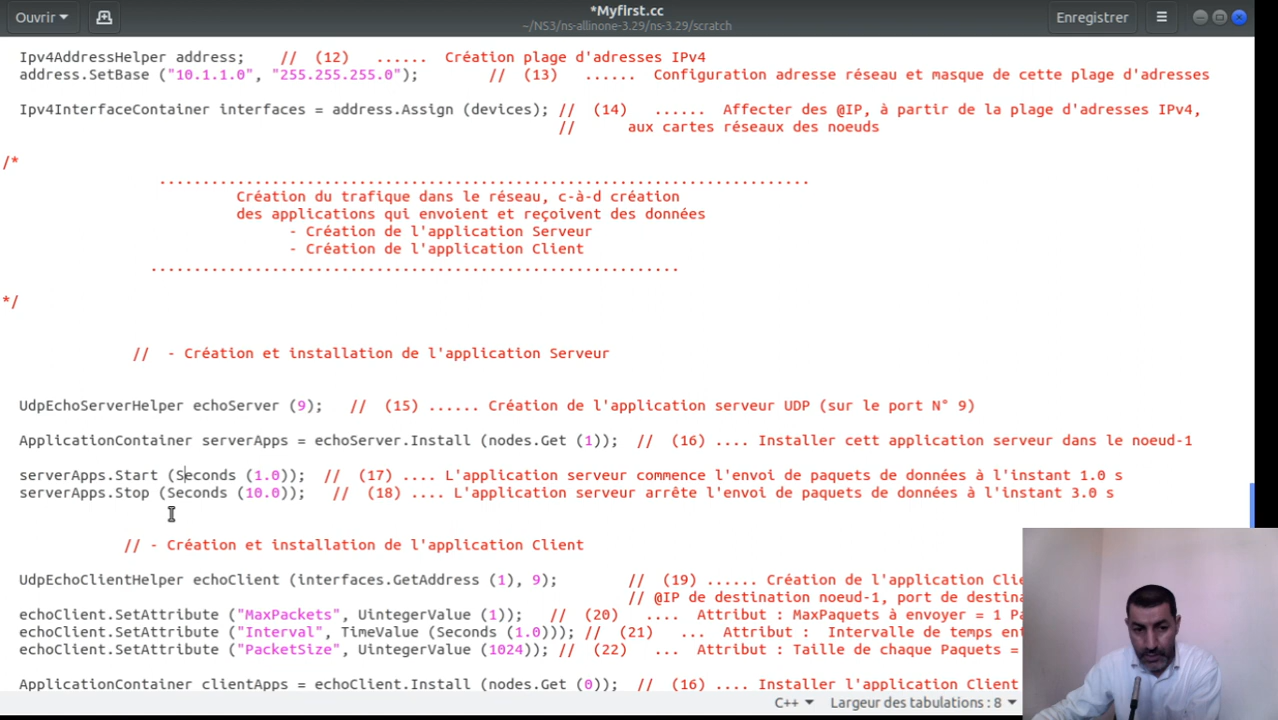 Ouvrir
*Myfirst.cc
~/NS3/ns-allinone-3.29/ns-3.29/scratch
Enregistrer
Ipv4AddressHelper address; // (12) ...... Création plage d'adresses IPv4
address.SetBase ("10.1.1.0", "255.255.255.0"); // (13) ...... Configuration adresse réseau et masque de cette plage d'adresses
Ipv4InterfaceContainer interfaces = address.Assign (devices); // (14) ...... Affecter des @IP, à partir de la plage d'adresses IPv4,
// aux cartes réseaux des noeuds
/*
...........................................................................
Création du trafique dans le réseau, c-à-d création
des applications qui envoient et reçoivent des données
- Création de l'application Serveur
- Création de l'application Client
.............................................................
*/
// - Création et installation de l'application Serveur
UdpEchoServerHelper echoServer (9); // (15) ...... Création de l'application serveur UDP (sur le port N° 9)
ApplicationContainer serverApps = echoServer.Install (nodes.Get (1)); // (16) .... Installer cett application serveur dans le noeud-1
serverApps.Start (Seconds (1.0)); // (17) .... L'application serveur commence l'envoi de paquets de données à l'instant 1.0 s
serverApps.Stop (Seconds (10.0)); // (18) .... L'application serveur arrête l'envoi de paquets de données à l'instant 3.0 s
// - Création et installation de l'application Client
UdpEchoClientHelper echoClient (interfaces.GetAddress (1), 9); // (19) ...... Création de l'application Clie
// @IP de destination noeud-1, port de destina
echoClient.SetAttribute ("MaxPackets", UintegerValue (1)); // (20) .... Attribut : MaxPaquets à envoyer = 1 Pa
echoClient.SetAttribute ("Interval", TimeValue (Seconds (1.0))); // (21) ... Attribut : Intervalle de temps ent
echoClient.SetAttribute ("PacketSize", UintegerValue (1024)); // (22) ... Attribut : Taille de chaque Paquets =
ApplicationContainer clientApps = echoClient.Install (nodes.Get (0)); // (16) .... Installer l'application Client
C++
Largeur des tabulations : 8